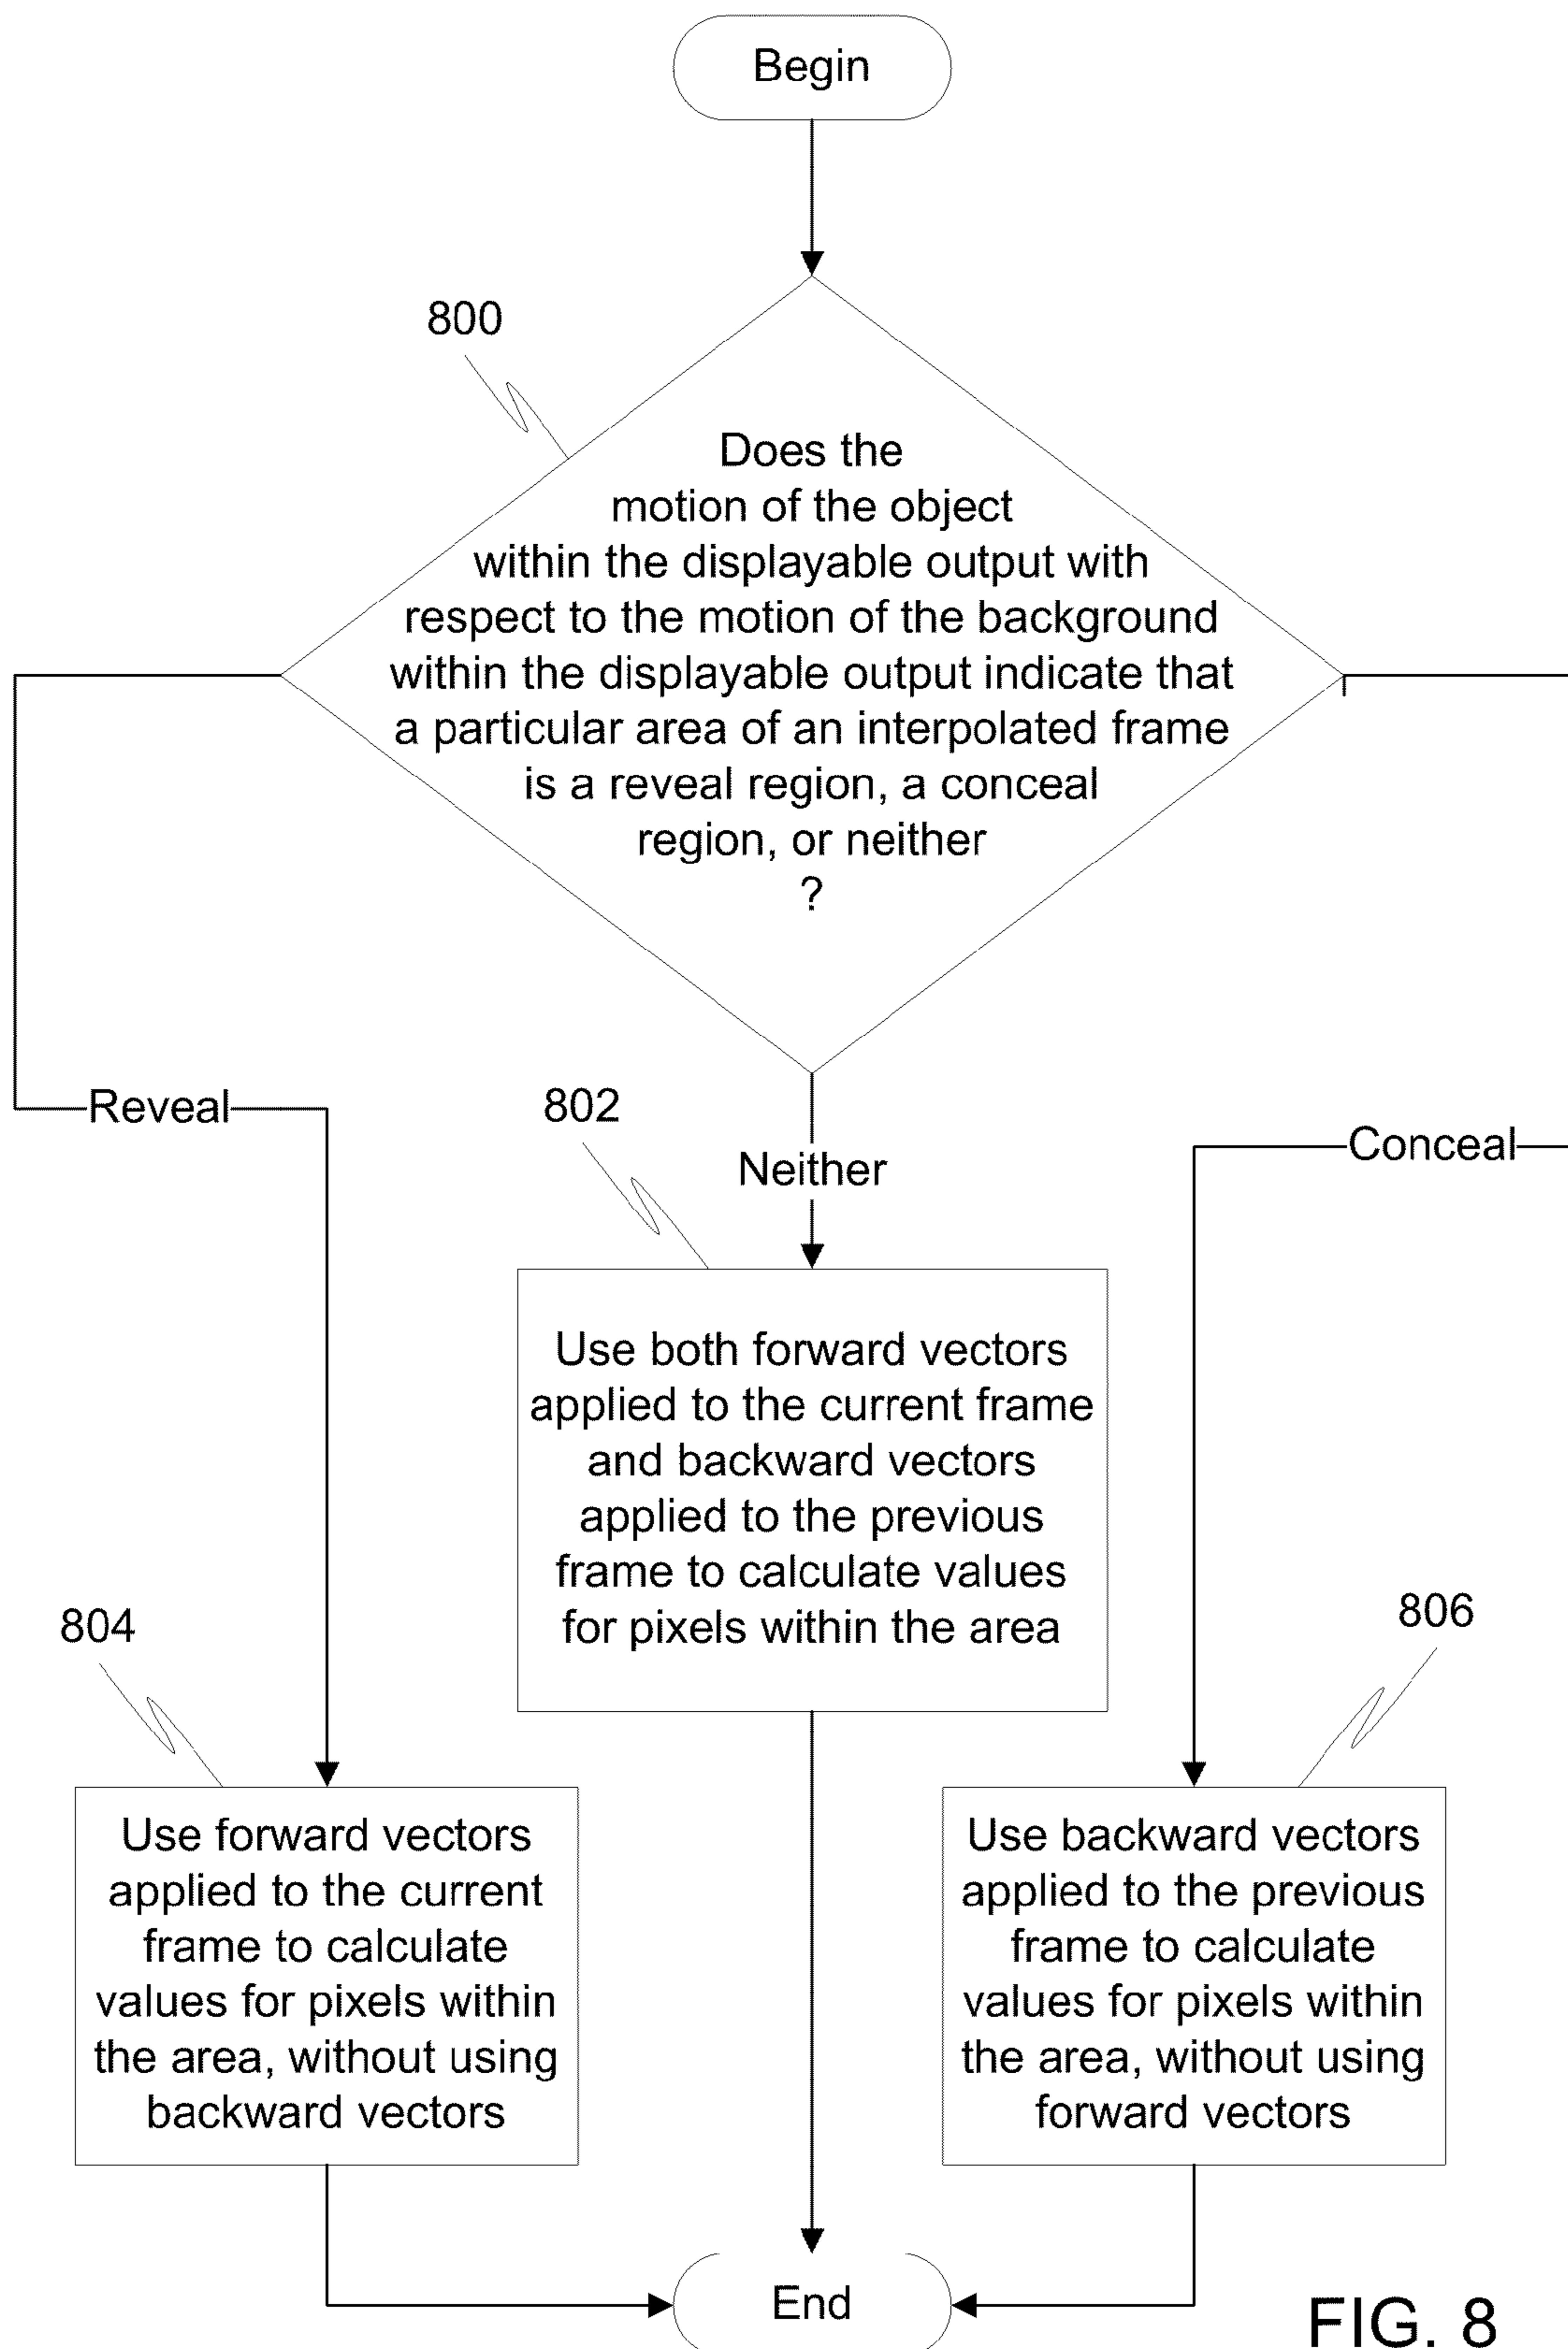 Begin
800
Does the
motion of the object
within the displayable output with
respect to the motion of the background
within the displayable output indicate that
a particular area of an interpolated frame
is a reveal region, a conceal
region, or neither
?
Reveal
802
Neither
Conceal
Use both forward vectors
applied to the current frame
and backward vectors
applied to the previous
frame to calculate values
for pixels within the area
804
806
Use forward vectors
applied to the current
frame to calculate
values for pixels within
the area, without using
backward vectors
Use backward vectors
applied to the previous
frame to calculate
values for pixels within
the area, without using
forward vectors
End
FIG. 8